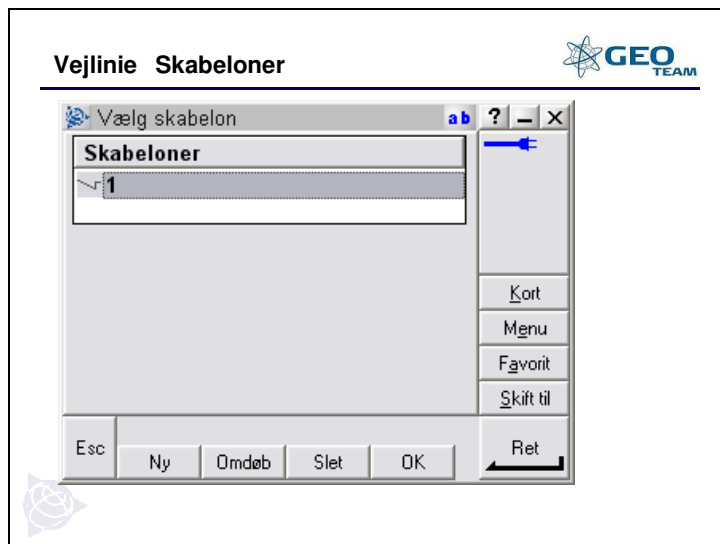 Vejlinie Skabeloner
GEO
TEAM
Vælg skabelon
ab ? – X
Skabeloner
1
Kort
Menu
Favorit
Skift til
Esc Ny Omdøb Slet OK Ret